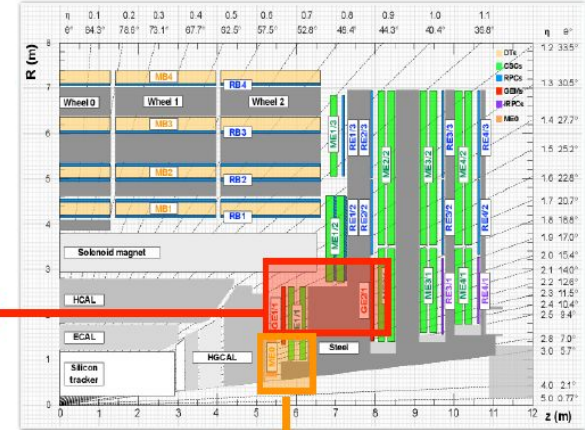 η 0.1 0.2 0.3 0.4 0.5 0.6 0.7 0.8 0.9 1.0 1.1
θ° 84.3° 78.6° 73.1° 67.7° 62.5° 57.5° 52.8° 48.4° 44.3° 40.4° 36.8° η θ°
R (m)
8
7
6
5
4
3
1
0
MB4
RB4
Wheel 0 Wheel 1 Wheel 2
MB3
RB3
MB2
RB2
MB1
RB1
Solenoid magnet
HCAL
ECAL
Silicon
tracker
HGCAL
Steel
ME0
GE1/1
ME1/1
GE2/1
ME1/2
ME1/3
RE1/3
RE2/3
RE1/2
RE2/2
ME2/2
ME3/2
ME3/1
RE3/3
RE3/2
RE3/1
ME4/2
ME4/1
RE4/3
RE4/2
RE4/1
DTs
CSCs
RPCs
GEMs
iRPCs
ME0
1.2 33.5°
1.3 30.5°
1.4 27.7°
1.5 25.2°
1.6 22.8°
1.7 20.7°
1.8 18.8°
1.9 17.0°
2.0 15.4°
2.1 14.0°
2.2 12.6°
2.3 11.5°
2.4 10.4°
2.5 9.4°
2.8 7.0°
3.0 5.7°
4.0 2.1°
5.0 0.77°
0 1 2 3 4 5 6 7 8 9 10 11 12 z (m)